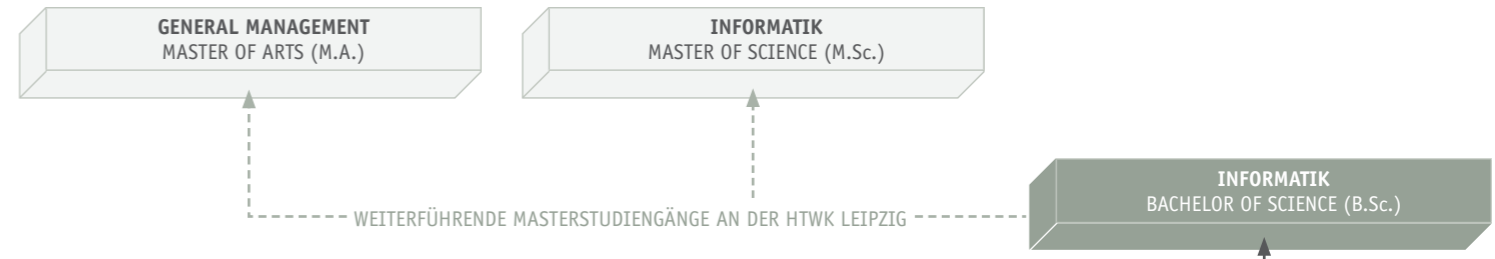 GENERAL MANAGEMENT
MASTER OF ARTS (M.A.)
INFORMATIK
MASTER OF SCIENCE (M.Sc.)
INFORMATIK
BACHELOR OF SCIENCE (B.Sc.)
WEITERFÜHRENDE MASTERSTUDIENGÄNGE AN DER HTWK LEIPZIG